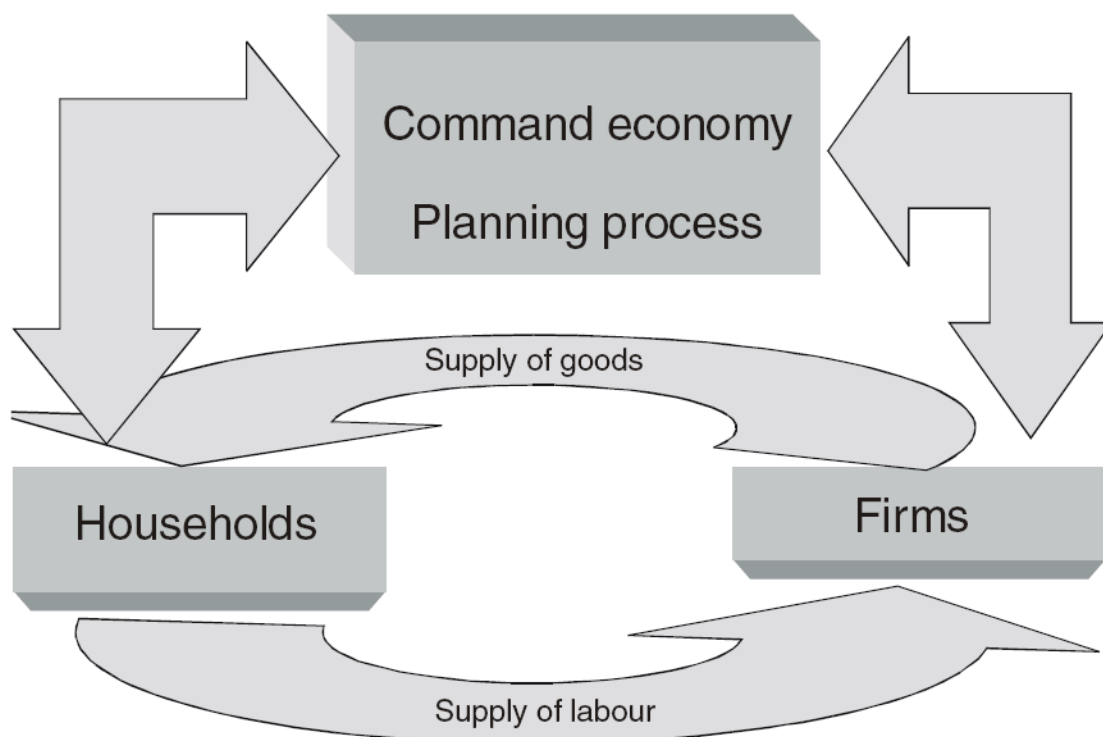 Command economy
Planning process
Supply of goods
Households
Firms
Supply of labour